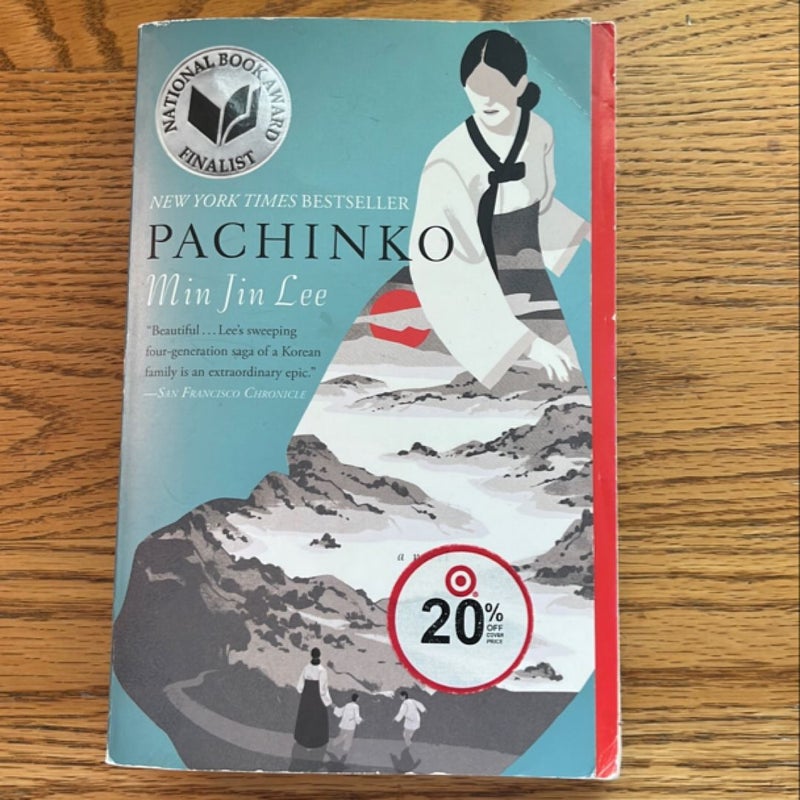 NATIONAL BOOK AWARD
FINALIST
NEW YORK TIMES BESTSELLER
PACHINKO
Min Jin Lee
"Beautiful...Lee's sweeping
four-generation saga of a Korean
family is an extraordinary epic."
—SAN FRANCISCO CHRONICLE
a
20%
OFF
COVER
PRICE